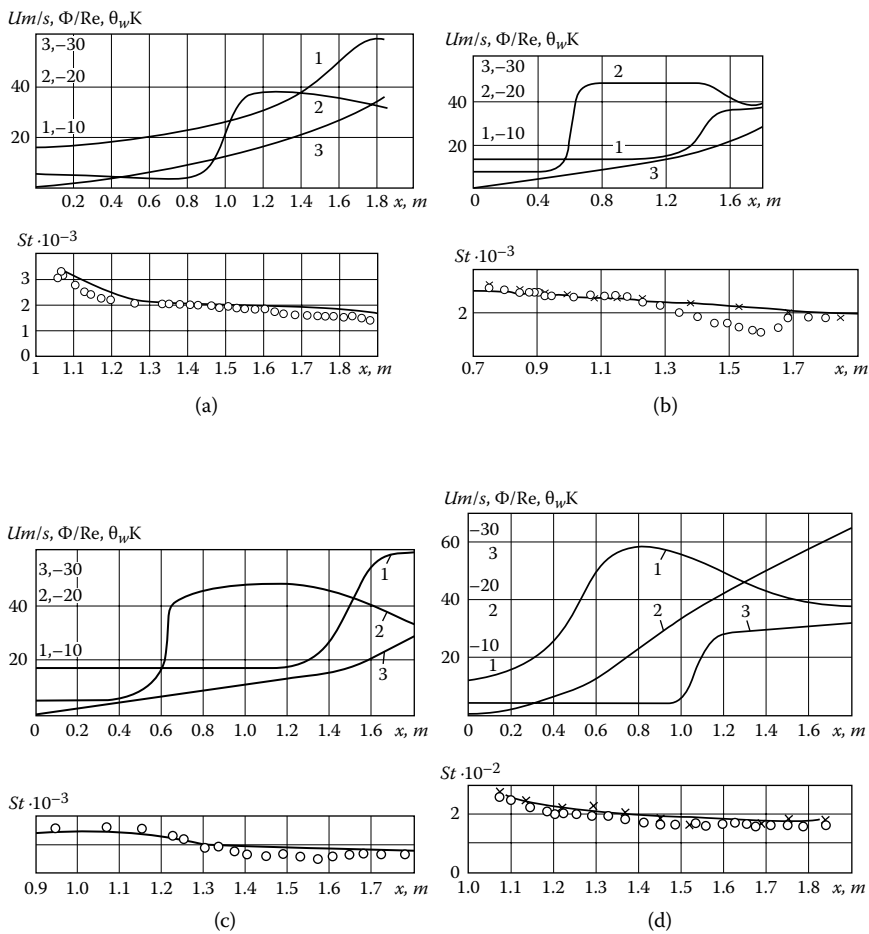 Um/s, Φ/Re, θwK
3,–30
2,–20
1,–10
40
20
1
2
3
0.2 0.4 0.6 0.8 1.0 1.2 1.4 1.6 1.8 x, m
St ·10–3
3
2
1
0
1 1.1 1.2 1.3 1.4 1.5 1.6 1.7 1.8 x, m
(a)
Um/s, Φ/Re, θwK
3,–30
2,–20
1,–10
40
20
2
1
3
0 0.4 0.8 1.2 1.6 x, m
St ·10–3
2
0.7 0.9 1.1 1.3 1.5 1.7 x, m
(b)
Um/s, Φ/Re, θwK
3,–30
2,–20
1,–10
40
20
1
2
3
0 0.2 0.4 0.6 0.8 1.0 1.2 1.4 1.6 x, m
St ·10–3
0.9 1.0 1.1 1.2 1.3 1.4 1.5 1.6 1.7 x, m
(c)
Um/s, Φ/Re, θwK
–30
60
3
–20
40
2
–10
20
1
1
2
3
0 0.2 0.4 0.6 0.8 1.0 1.2 1.4 1.6 x, m
St ·10–2
2
0
1.0 1.1 1.2 1.3 1.4 1.5 1.6 1.7 1.8 x, m
(d)